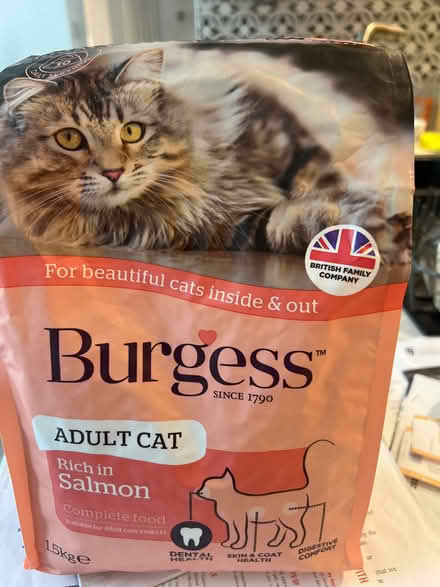 For beautiful cats inside & out
BRITISH FAMILY
COMPANY
Burgess™
SINCE 1790
ADULT CAT
Rich in
Salmon
Complete food
1.5kg e
DENTAL
HEALTH
SKIN & COAT
HEALTH
DIGESTIVE
COMFORT